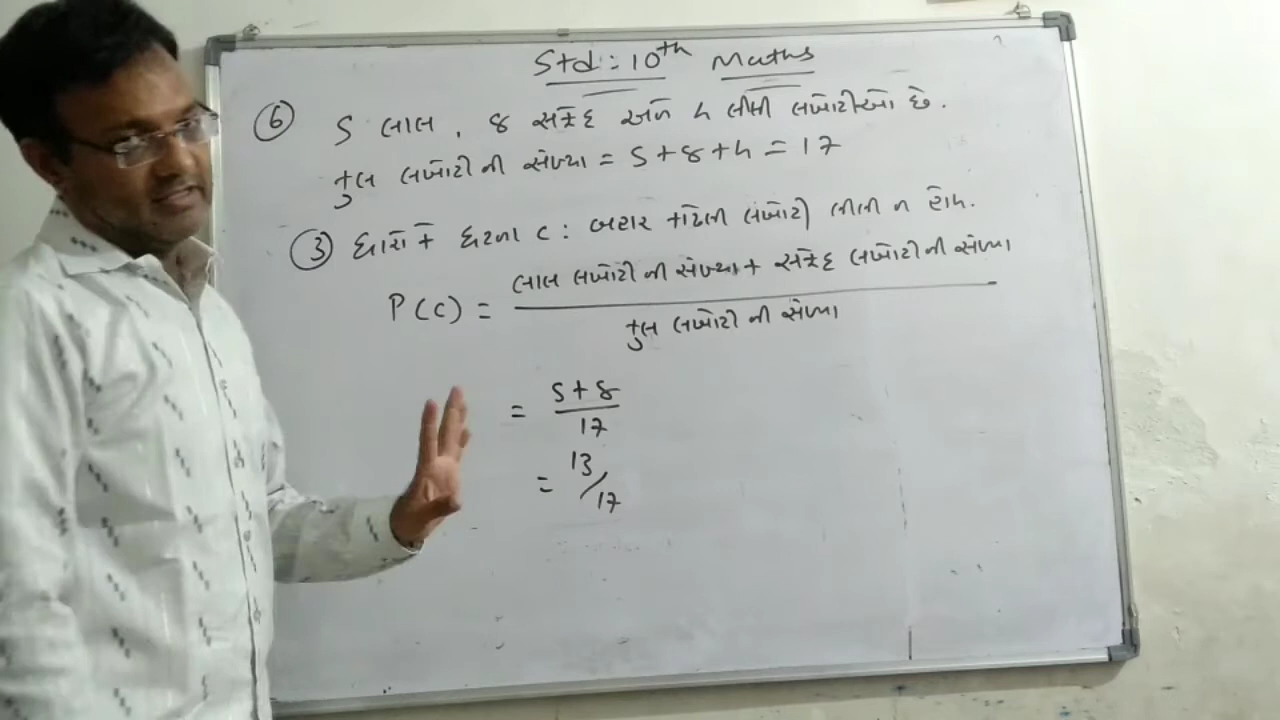 Std : 10th Maths
⑥ 5 લાલ, 8 સફેદ અને 4 લીલી લખોટીઓ છે.
કુલ લખોટી ની સંખ્યા = 5+8+4 = 17
③ ધારોકે ઘટના C : બહાર કાઢેલી લખોટી લીલી ન હોય.
P(C) = લાલ લખોટી ની સંખ્યા + સફેદ લખોટી ની સંખ્યા
કુલ લખોટી ની સંખ્યા
= 5+8
17
= 13/17